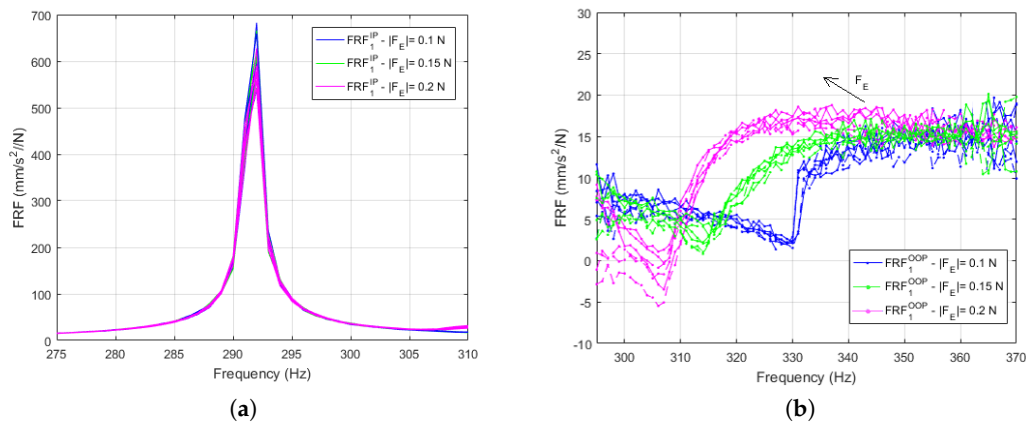 700
600
500
400
300
200
100
0
FRF (mm/s²//N)
275 280 285 290 295 300 305 310
Frequency (Hz)
FRF₁^IP - |F_E|= 0.1 N
FRF₁^IP - |F_E|= 0.15 N
FRF₁^IP - |F_E|= 0.2 N
(a)
30
25
20
15
10
5
0
-5
-10
FRF (mm/s²/N)
300 310 320 330 340 350 360 370
Frequency (Hz)
F_E
FRF₁^OOP - |F_E|= 0.1 N
FRF₁^OOP - |F_E|= 0.15 N
FRF₁^OOP - |F_E|= 0.2 N
(b)